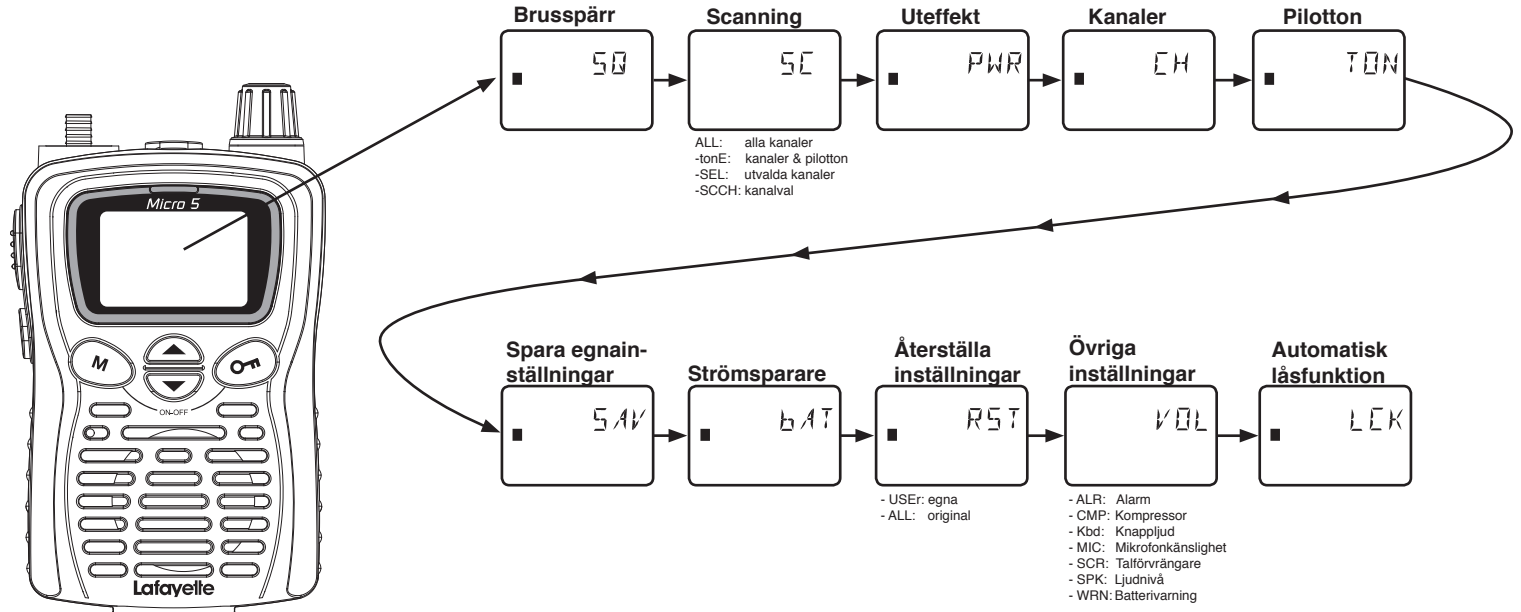 Brusspärr
Scanning
Uteffekt
Kanaler
Pilotton
SQ
SC
PWR
CH
TON
ALL: alla kanaler
-tonE: kanaler & pilotton
-SEL: utvalda kanaler
-SCCH: kanalval
Micro 5
M
ON-OFF
Lafayette
Spara egnain-
ställningar
Strömsparare
Återställa
inställningar
Övriga
inställningar
Automatisk
låsfunktion
SAV
bAT
RST
VOL
LCK
- USEr: egna
- ALL: original
- ALR: Alarm
- CMP: Kompressor
- Kbd: Knappljud
- MIC: Mikrofonkänslighet
- SCR: Talförvrängare
- SPK: Ljudnivå
- WRN: Batterivarning